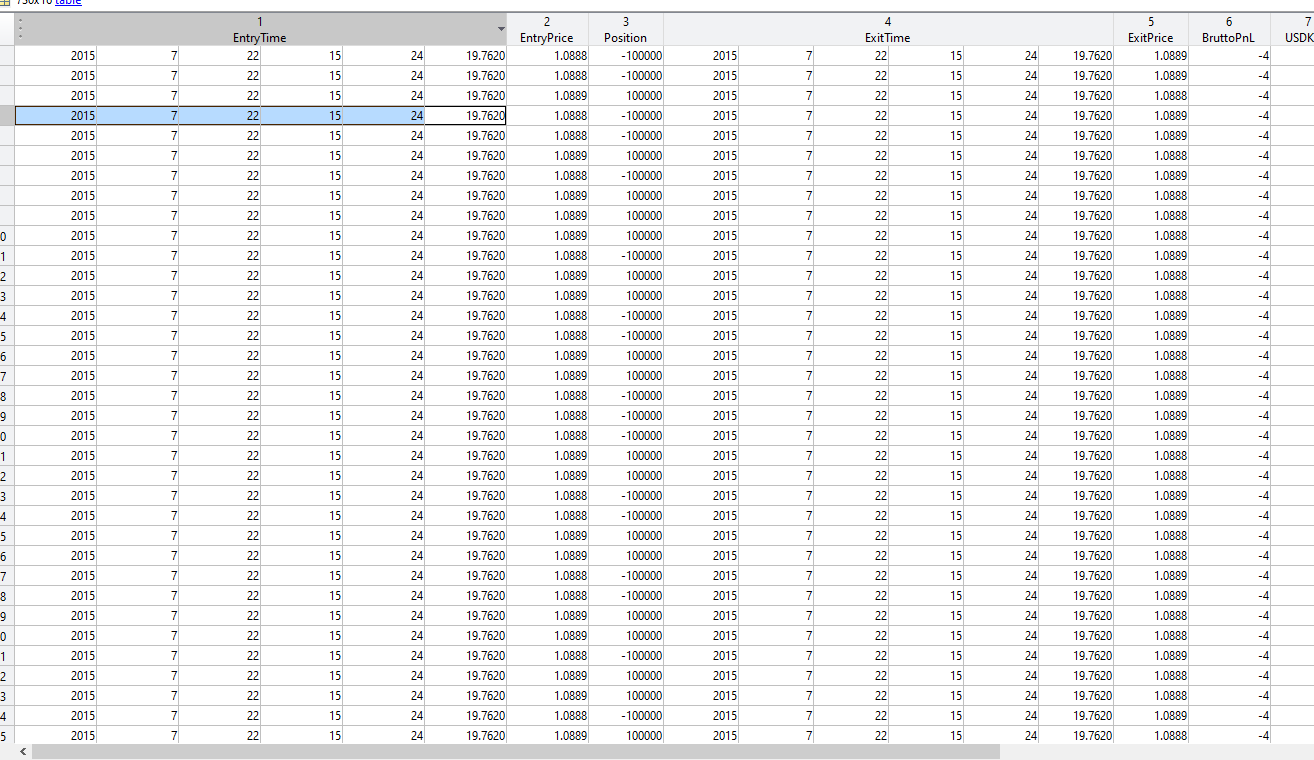 table
1 2 3 4 5 6 7
EntryTime EntryPrice Position ExitTime ExitPrice BruttoPnL USDK
2015 7 22 15 24 19.7620 1.0888 -100000 2015 7 22 15 24 19.7620 1.0889 -4
2015 7 22 15 24 19.7620 1.0888 -100000 2015 7 22 15 24 19.7620 1.0889 -4
2015 7 22 15 24 19.7620 1.0889 100000 2015 7 22 15 24 19.7620 1.0888 -4
2015 7 22 15 24 19.7620 1.0888 -100000 2015 7 22 15 24 19.7620 1.0889 -4
2015 7 22 15 24 19.7620 1.0888 -100000 2015 7 22 15 24 19.7620 1.0889 -4
2015 7 22 15 24 19.7620 1.0889 100000 2015 7 22 15 24 19.7620 1.0888 -4
2015 7 22 15 24 19.7620 1.0888 -100000 2015 7 22 15 24 19.7620 1.0889 -4
2015 7 22 15 24 19.7620 1.0889 100000 2015 7 22 15 24 19.7620 1.0888 -4
2015 7 22 15 24 19.7620 1.0889 100000 2015 7 22 15 24 19.7620 1.0888 -4
0 2015 7 22 15 24 19.7620 1.0889 100000 2015 7 22 15 24 19.7620 1.0888 -4
1 2015 7 22 15 24 19.7620 1.0888 -100000 2015 7 22 15 24 19.7620 1.0889 -4
2 2015 7 22 15 24 19.7620 1.0889 100000 2015 7 22 15 24 19.7620 1.0888 -4
3 2015 7 22 15 24 19.7620 1.0889 100000 2015 7 22 15 24 19.7620 1.0888 -4
4 2015 7 22 15 24 19.7620 1.0888 -100000 2015 7 22 15 24 19.7620 1.0889 -4
5 2015 7 22 15 24 19.7620 1.0888 -100000 2015 7 22 15 24 19.7620 1.0889 -4
6 2015 7 22 15 24 19.7620 1.0889 100000 2015 7 22 15 24 19.7620 1.0888 -4
7 2015 7 22 15 24 19.7620 1.0889 100000 2015 7 22 15 24 19.7620 1.0888 -4
8 2015 7 22 15 24 19.7620 1.0888 -100000 2015 7 22 15 24 19.7620 1.0889 -4
9 2015 7 22 15 24 19.7620 1.0888 -100000 2015 7 22 15 24 19.7620 1.0889 -4
0 2015 7 22 15 24 19.7620 1.0888 -100000 2015 7 22 15 24 19.7620 1.0889 -4
1 2015 7 22 15 24 19.7620 1.0889 100000 2015 7 22 15 24 19.7620 1.0888 -4
2 2015 7 22 15 24 19.7620 1.0889 100000 2015 7 22 15 24 19.7620 1.0888 -4
3 2015 7 22 15 24 19.7620 1.0888 -100000 2015 7 22 15 24 19.7620 1.0889 -4
4 2015 7 22 15 24 19.7620 1.0888 -100000 2015 7 22 15 24 19.7620 1.0889 -4
5 2015 7 22 15 24 19.7620 1.0889 100000 2015 7 22 15 24 19.7620 1.0888 -4
6 2015 7 22 15 24 19.7620 1.0889 100000 2015 7 22 15 24 19.7620 1.0888 -4
7 2015 7 22 15 24 19.7620 1.0888 -100000 2015 7 22 15 24 19.7620 1.0889 -4
8 2015 7 22 15 24 19.7620 1.0888 -100000 2015 7 22 15 24 19.7620 1.0889 -4
9 2015 7 22 15 24 19.7620 1.0889 100000 2015 7 22 15 24 19.7620 1.0888 -4
0 2015 7 22 15 24 19.7620 1.0889 100000 2015 7 22 15 24 19.7620 1.0888 -4
1 2015 7 22 15 24 19.7620 1.0888 -100000 2015 7 22 15 24 19.7620 1.0889 -4
2 2015 7 22 15 24 19.7620 1.0889 100000 2015 7 22 15 24 19.7620 1.0888 -4
3 2015 7 22 15 24 19.7620 1.0889 100000 2015 7 22 15 24 19.7620 1.0888 -4
4 2015 7 22 15 24 19.7620 1.0888 -100000 2015 7 22 15 24 19.7620 1.0889 -4
5 2015 7 22 15 24 19.7620 1.0889 100000 2015 7 22 15 24 19.7620 1.0888 -4